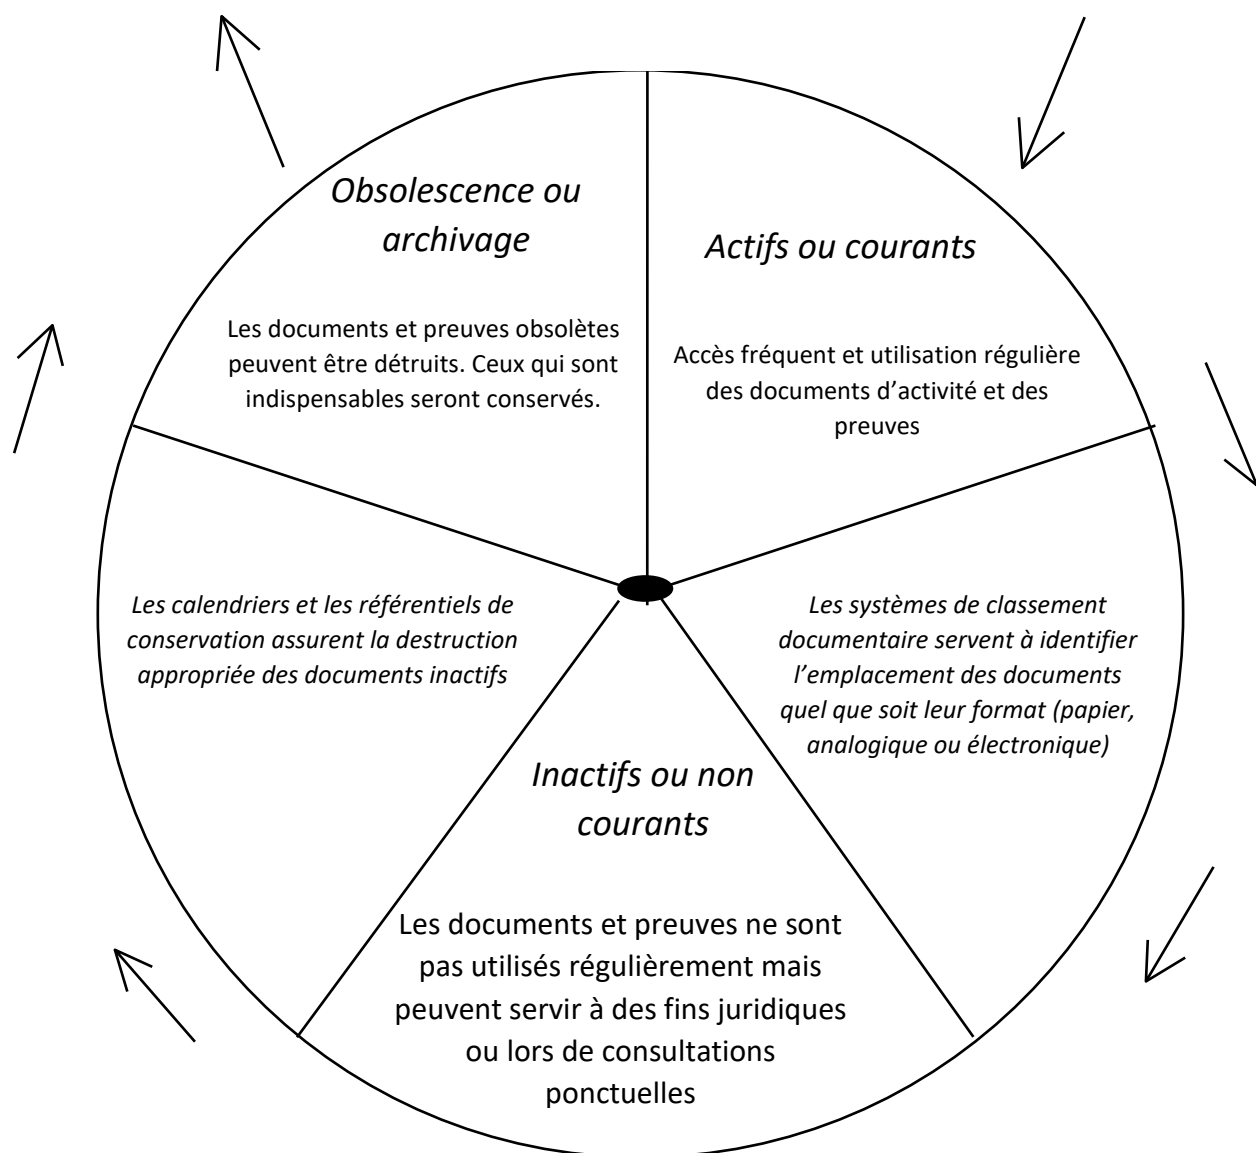 Obsolescence ou
archivage
Les documents et preuves obsolètes
peuvent être détruits. Ceux qui sont
indispensables seront conservés.
Actifs ou courants
Accès fréquent et utilisation régulière
des documents d’activité et des
preuves
Les calendriers et les référentiels de
conservation assurent la destruction
appropriée des documents inactifs
Les systèmes de classement
documentaire servent à identifier
l’emplacement des documents
quel que soit leur format (papier,
analogique ou électronique)
Inactifs ou non
courants
Les documents et preuves ne sont
pas utilisés régulièrement mais
peuvent servir à des fins juridiques
ou lors de consultations
ponctuelles